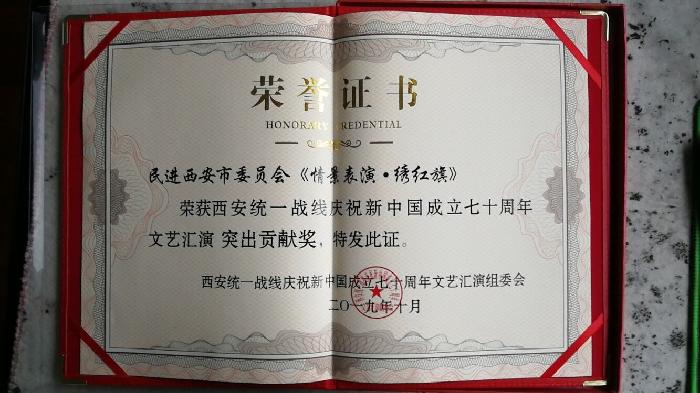 荣誉证书
HONORARY CREDENTIAL
民进西安市委员会《情景表演·绣红旗》
荣获西安统一战线庆祝新中国成立七十周年
文艺汇演 突出贡献奖，特发此证。
西安统一战线庆祝新中国成立七十周年文艺汇演组委会
二〇一九年十月